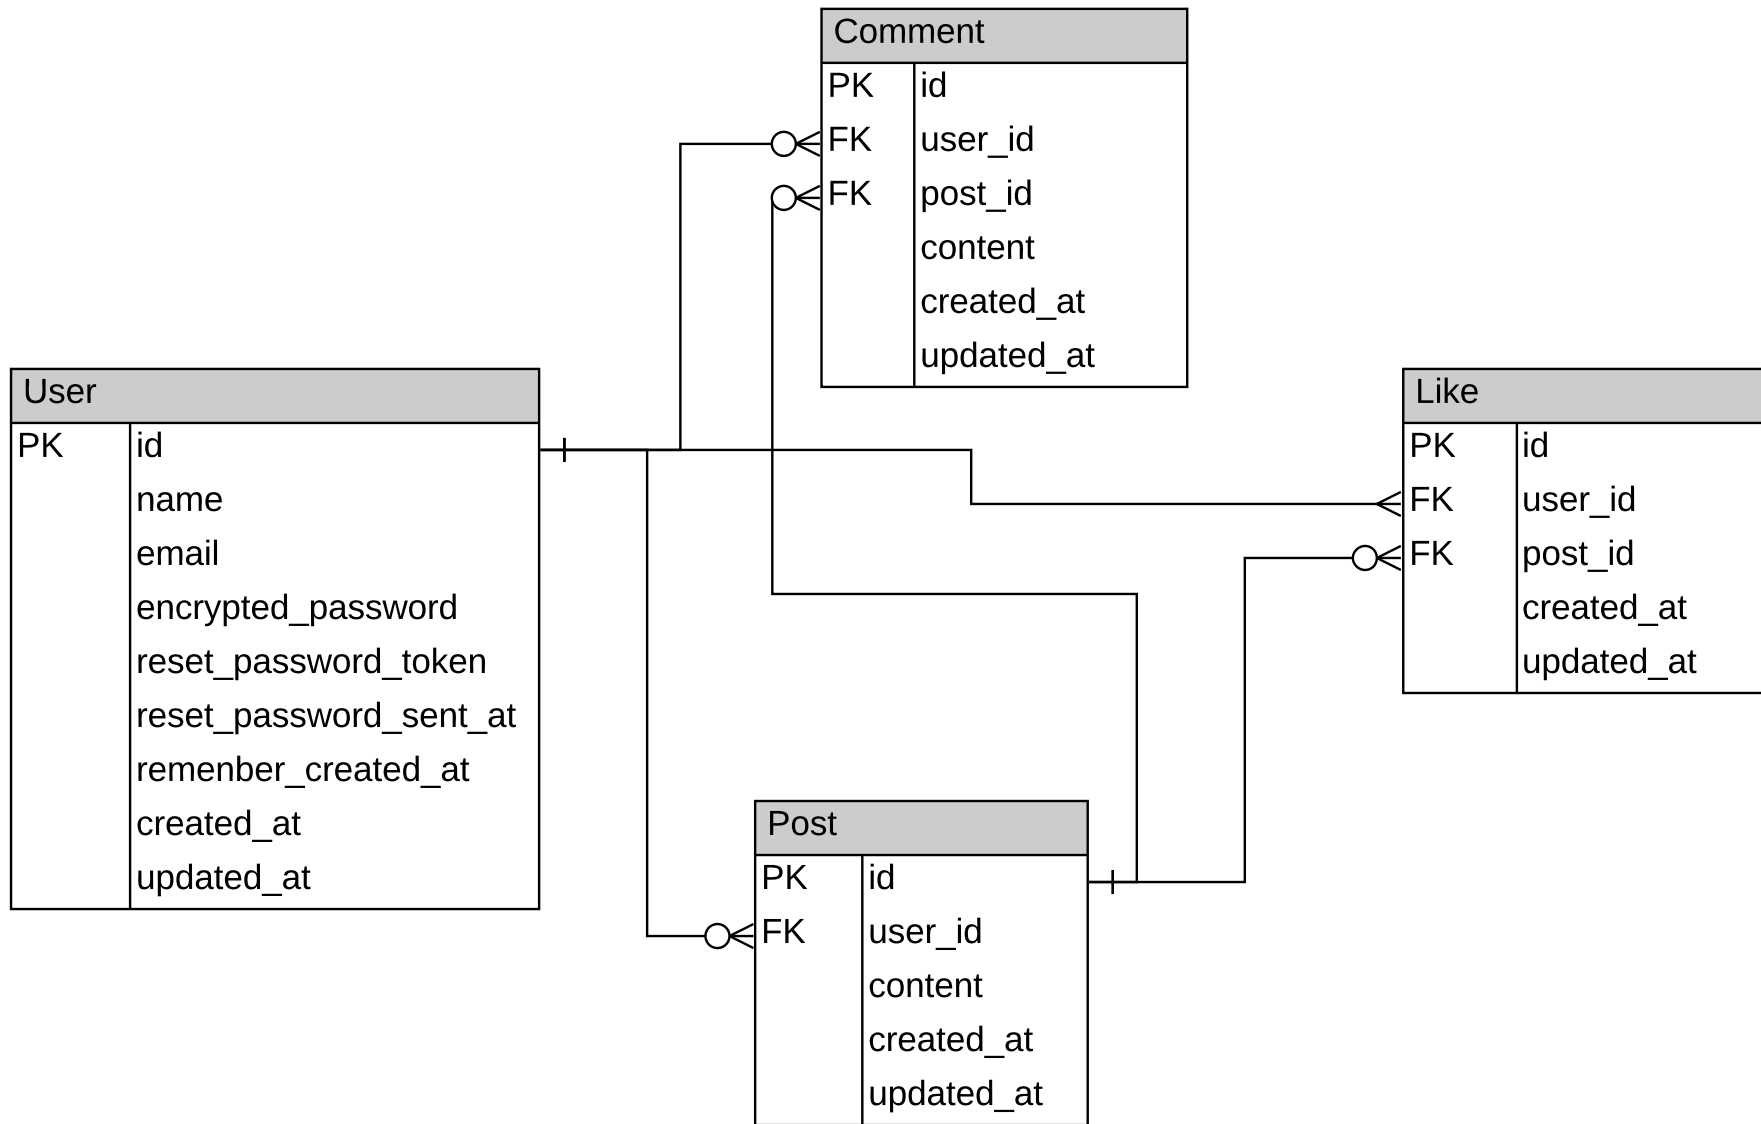 Comment
PK id
FK user_id
FK post_id
content
created_at
updated_at
User
PK id
name
email
encrypted_password
reset_password_token
reset_password_sent_at
remenber_created_at
created_at
updated_at
Like
PK id
FK user_id
FK post_id
created_at
updated_at
Post
PK id
FK user_id
content
created_at
updated_at